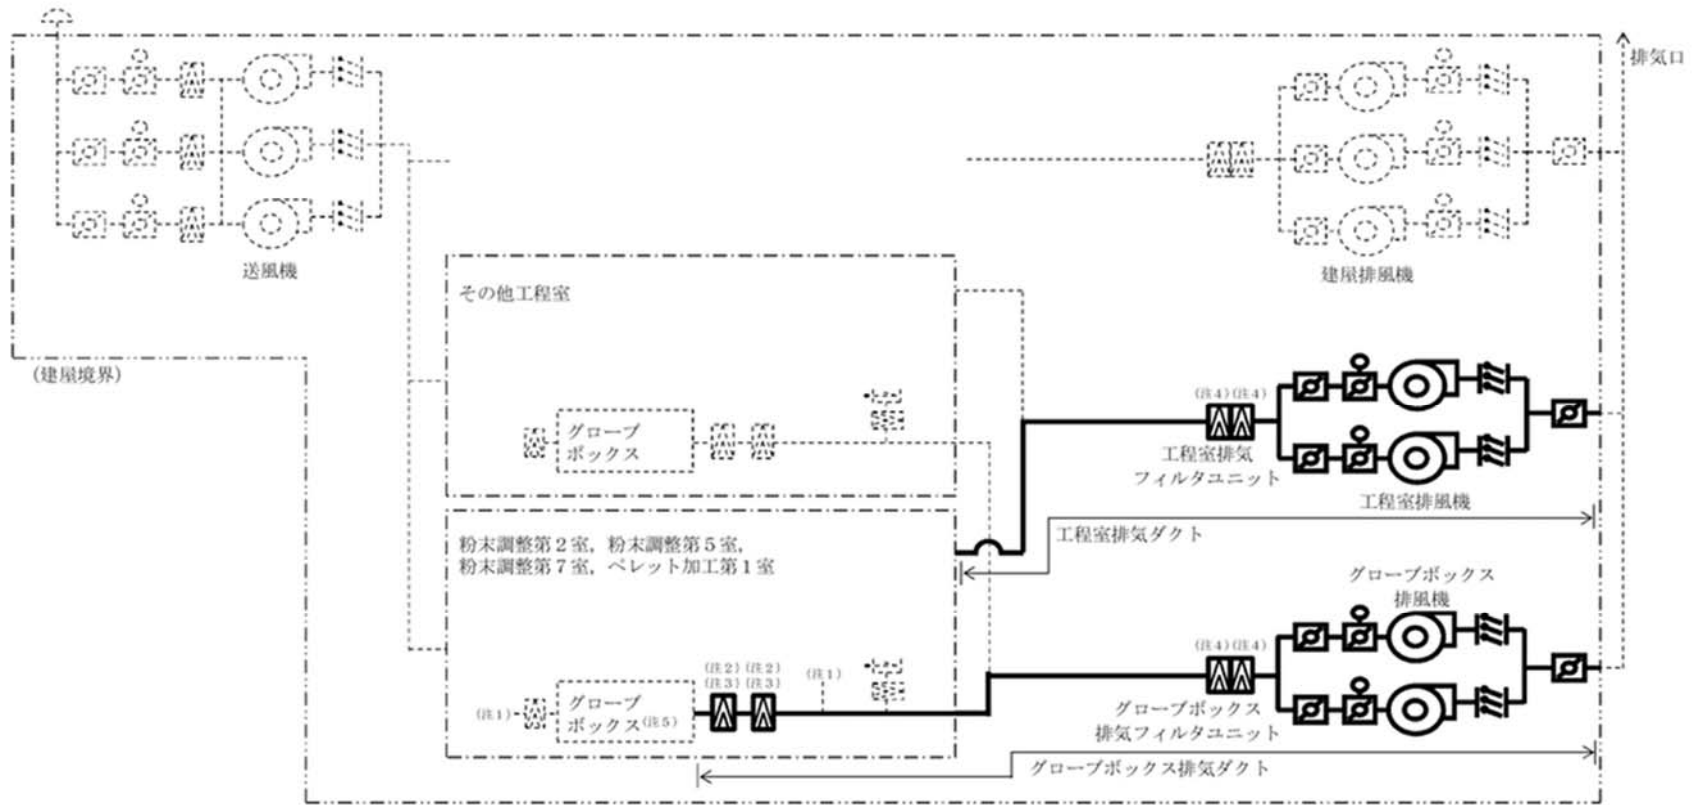 排気口
送風機
建屋排風機
その他工程室
(建屋境界)
グローブ
ボックス
(注4)(注4)
工程室排気
フィルタユニット
工程室排風機
工程室排気ダクト
粉末調整第2室，粉末調整第5室，
粉末調整第7室，ペレット加工第1室
グローブボックス
排風機
(注4)(注4)
(注2)(注2)
(注3)(注3)
(注1)
(注1)
グローブ
ボックス(注5)
グローブボックス
排気フィルタユニット
グローブボックス排気ダクト